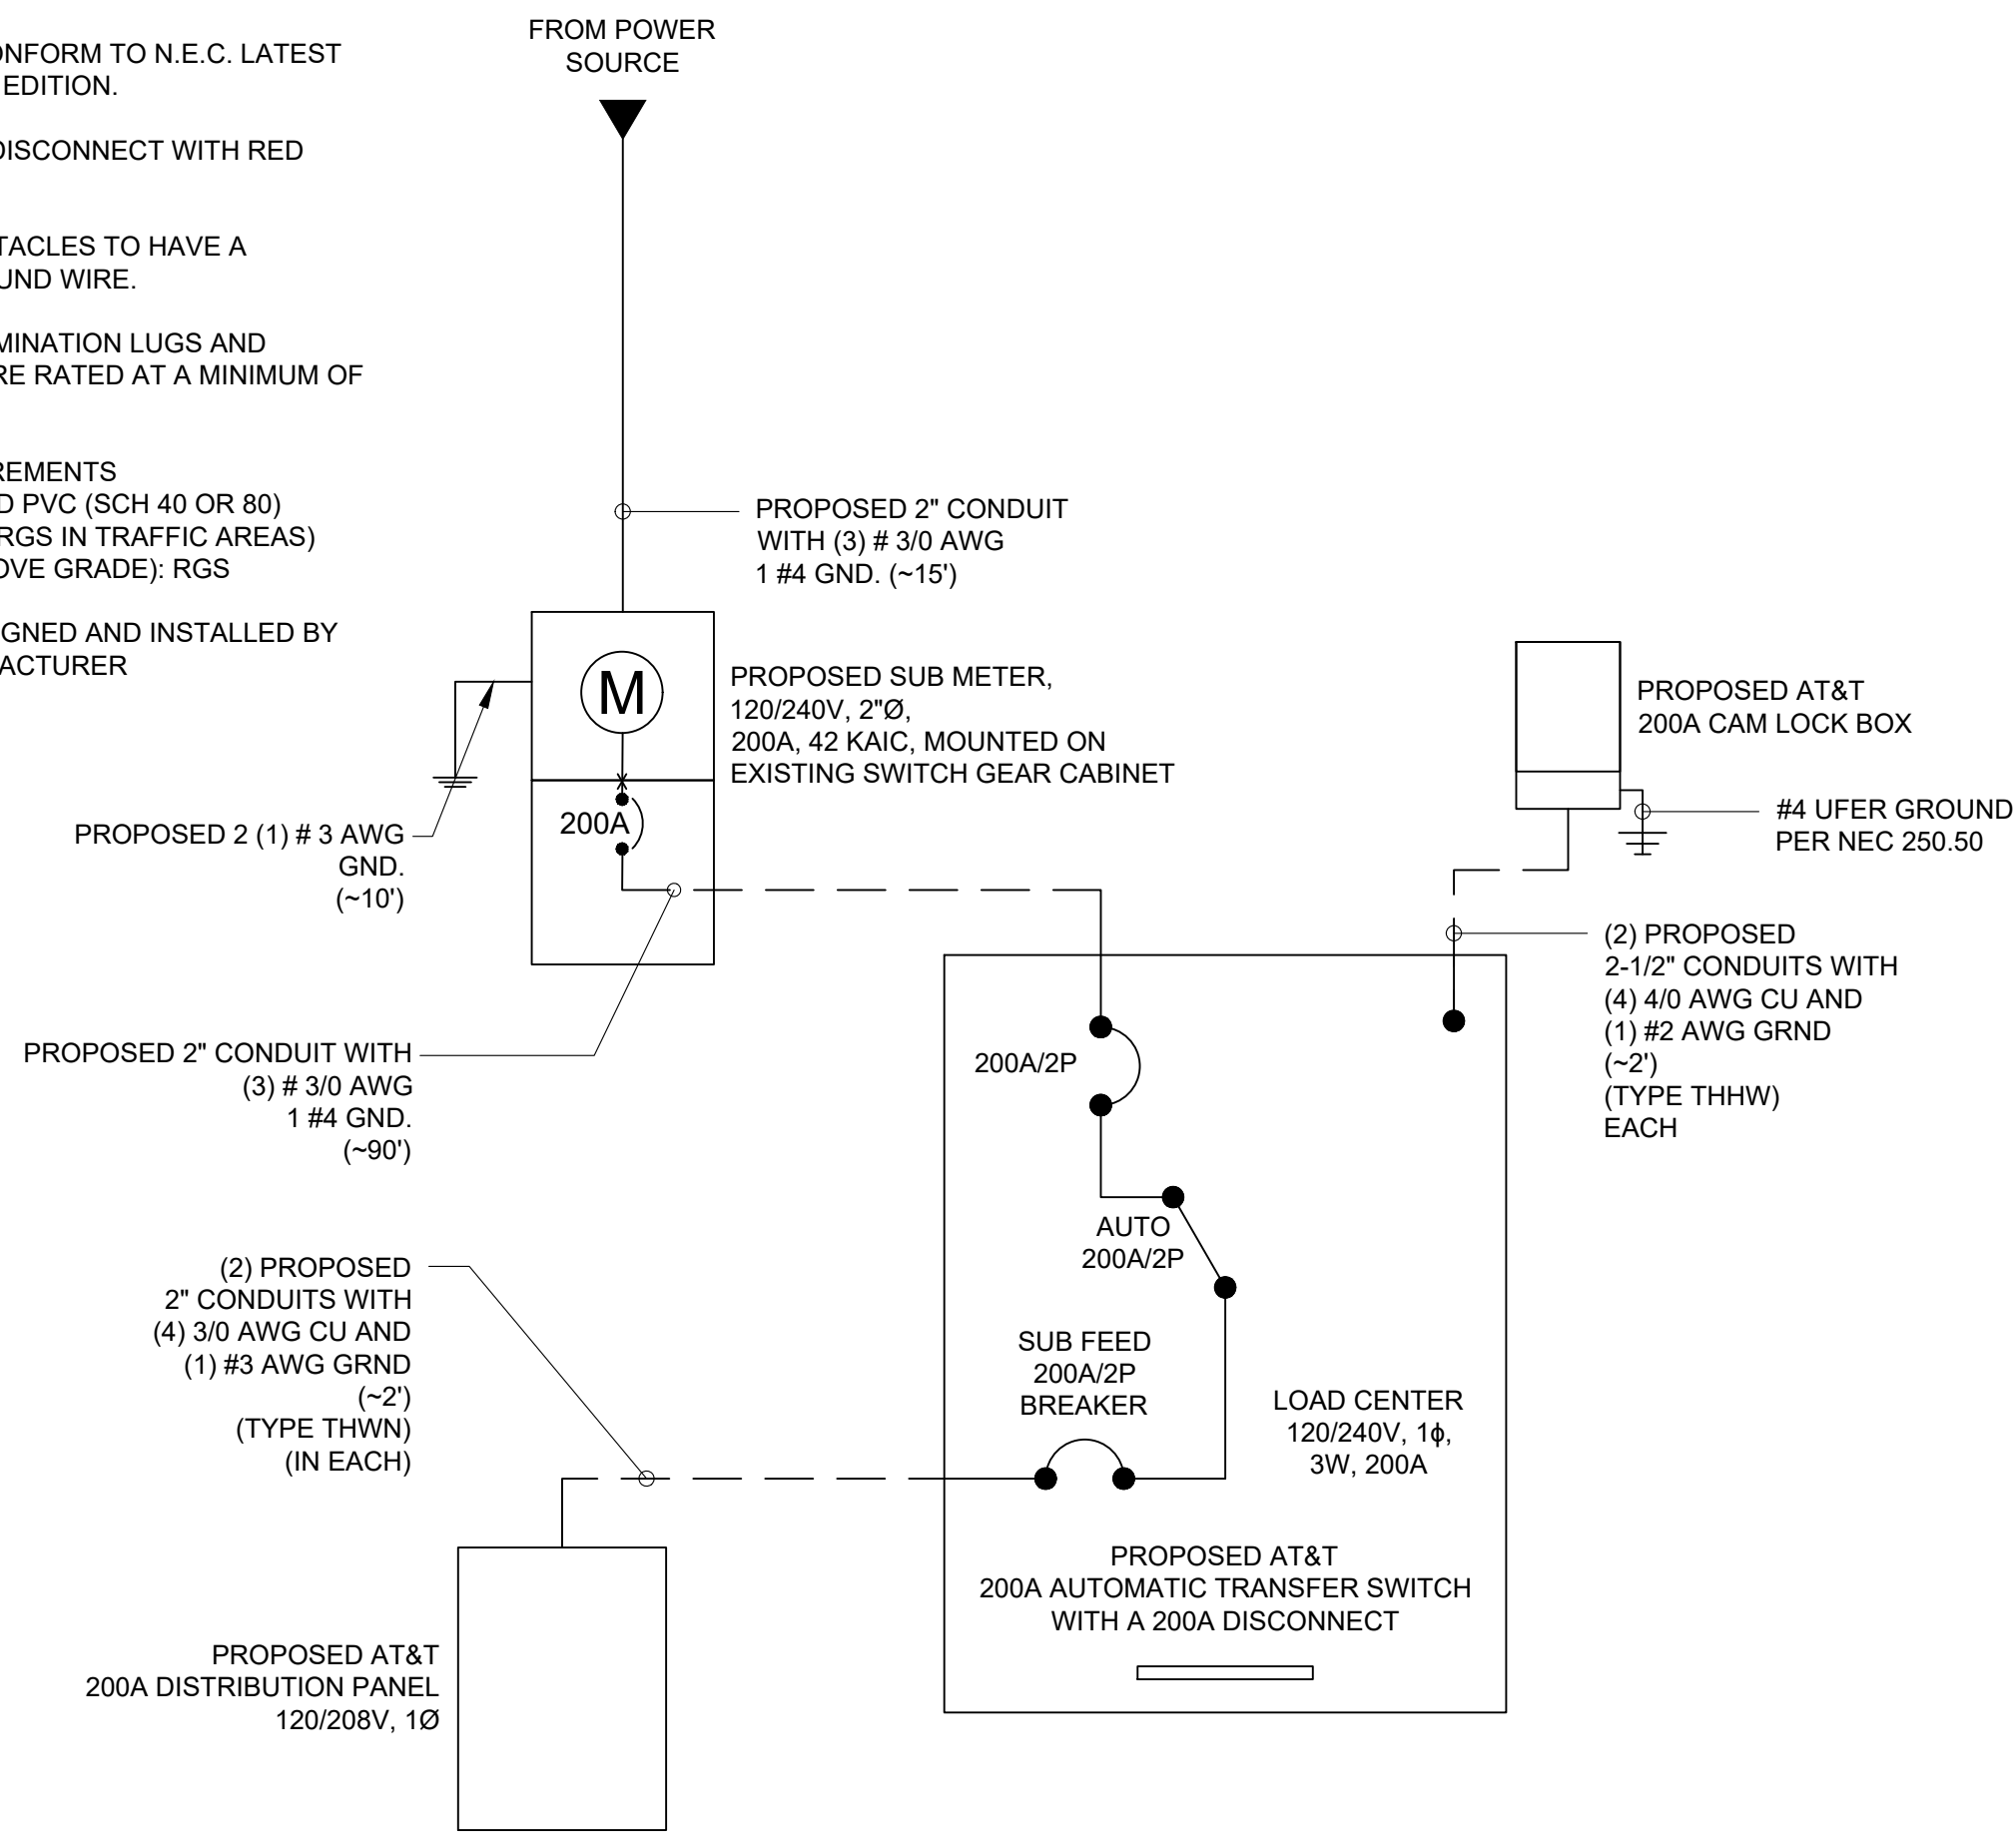 ONFORM TO N.E.C. LATEST
EDITION.
DISCONNECT WITH RED
TACLES TO HAVE A
UND WIRE.
MINATION LUGS AND
RE RATED AT A MINIMUM OF
REMENTS
D PVC (SCH 40 OR 80)
RGS IN TRAFFIC AREAS)
OVE GRADE): RGS
IGNED AND INSTALLED BY
ACTURER
FROM POWER
SOURCE
PROPOSED 2" CONDUIT
WITH (3) # 3/0 AWG
1 #4 GND. (~15')
M
200A
PROPOSED SUB METER,
120/240V, 2"Ø,
200A, 42 KAIC, MOUNTED ON
EXISTING SWITCH GEAR CABINET
PROPOSED 2 (1) # 3 AWG
GND.
(~10')
PROPOSED 2" CONDUIT WITH
(3) # 3/0 AWG
1 #4 GND.
(~90')
PROPOSED AT&T
200A CAM LOCK BOX
#4 UFER GROUND
PER NEC 250.50
(2) PROPOSED
2-1/2" CONDUITS WITH
(4) 4/0 AWG CU AND
(1) #2 AWG GRND
(~2')
(TYPE THHW)
EACH
200A/2P
AUTO
200A/2P
SUB FEED
200A/2P
BREAKER
LOAD CENTER
120/240V, 1ϕ,
3W, 200A
PROPOSED AT&T
200A AUTOMATIC TRANSFER SWITCH
WITH A 200A DISCONNECT
(2) PROPOSED
2" CONDUITS WITH
(4) 3/0 AWG CU AND
(1) #3 AWG GRND
(~2')
(TYPE THWN)
(IN EACH)
PROPOSED AT&T
200A DISTRIBUTION PANEL
120/208V, 1Ø